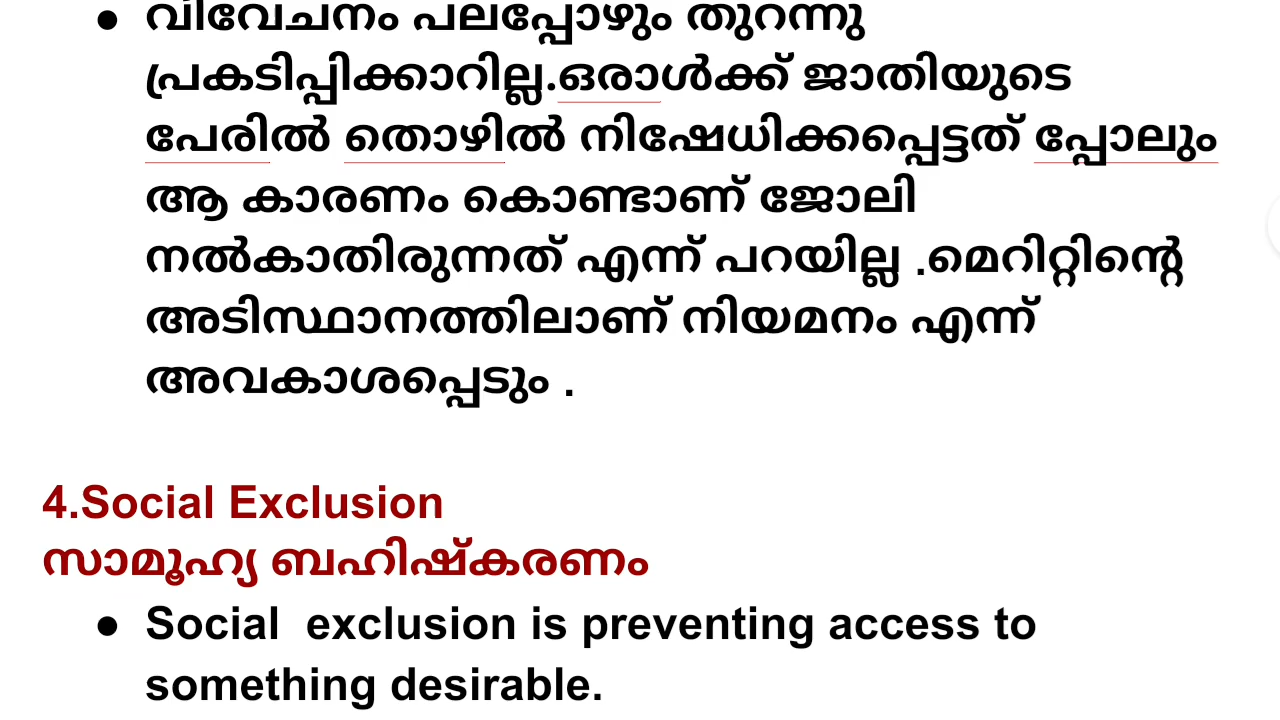 ● വിവേചനം പലപ്പോഴും തുറന്നു
പ്രകടിപ്പിക്കാറില്ല.ഒരാൾക്ക് ജാതിയുടെ
പേരിൽ തൊഴിൽ നിഷേധിക്കപ്പെട്ടത് പ്പോലും
ആ കാരണം കൊണ്ടാണ് ജോലി
നൽകാതിരുന്നത് എന്ന് പറയില്ല .മെറിറ്റിന്റെ
അടിസ്ഥാനത്തിലാണ് നിയമനം എന്ന്
അവകാശപ്പെടും .
4.Social Exclusion
സാമൂഹ്യ ബഹിഷ്കരണം
● Social  exclusion is preventing access to
something desirable.